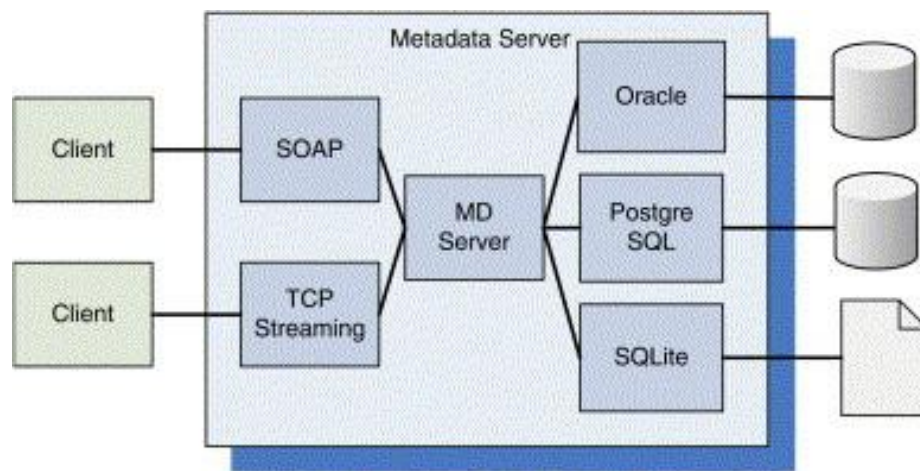 Metadata Server
Client
SOAP
MD
Server
Oracle
Postgre
SQL
Client
TCP
Streaming
SQLite